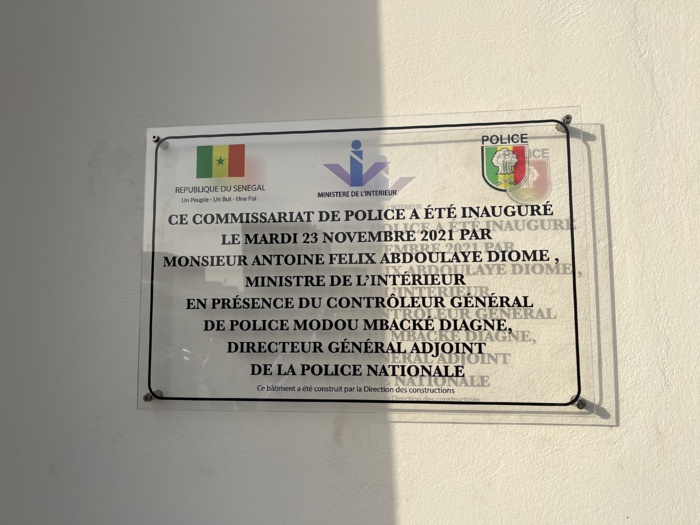 REPUBLIQUE DU SENEGAL
Un Peuple - Un But - Une Foi
MINISTERE DE L'INTERIEUR
POLICE
CE COMMISSARIAT DE POLICE A ÉTÉ INAUGURÉ
LE MARDI 23 NOVEMBRE 2021 PAR
MONSIEUR ANTOINE FELIX ABDOULAYE DIOME ,
MINISTRE DE L'INTÉRIEUR
EN PRÉSENCE DU CONTRÔLEUR GÉNÉRAL
DE POLICE MODOU MBACKÉ DIAGNE,
DIRECTEUR GÉNÉRAL ADJOINT
DE LA POLICE NATIONALE
Ce bâtiment a été construit par la Direction des constructions